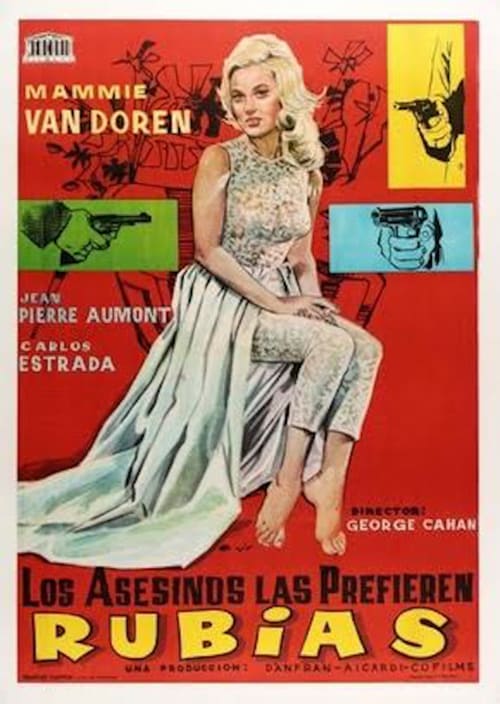 MAMMIE
VAN DOREN
JEAN
PIERRE AUMONT
CARLOS
ESTRADA
DIRECTOR:
GEORGE CAHAN
LOS ASESINOS LAS PREFIEREN
RUBiAS
UNA PRODUCCION: DANFRAN-AICARDI-COFILMS